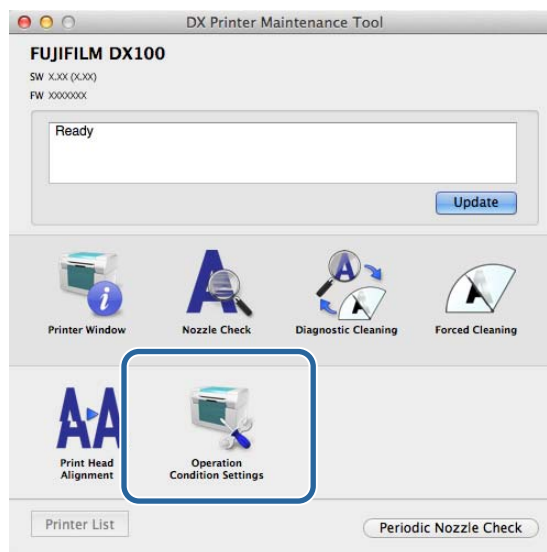 DX Printer Maintenance Tool
FUJIFILM DX100
SW X.XX (X.XX)
FW XXXXXXX
Ready
Update
Printer Window
Nozzle Check
Diagnostic Cleaning
Forced Cleaning
Print Head
Alignment
Operation
Condition Settings
Printer List
Periodic Nozzle Check